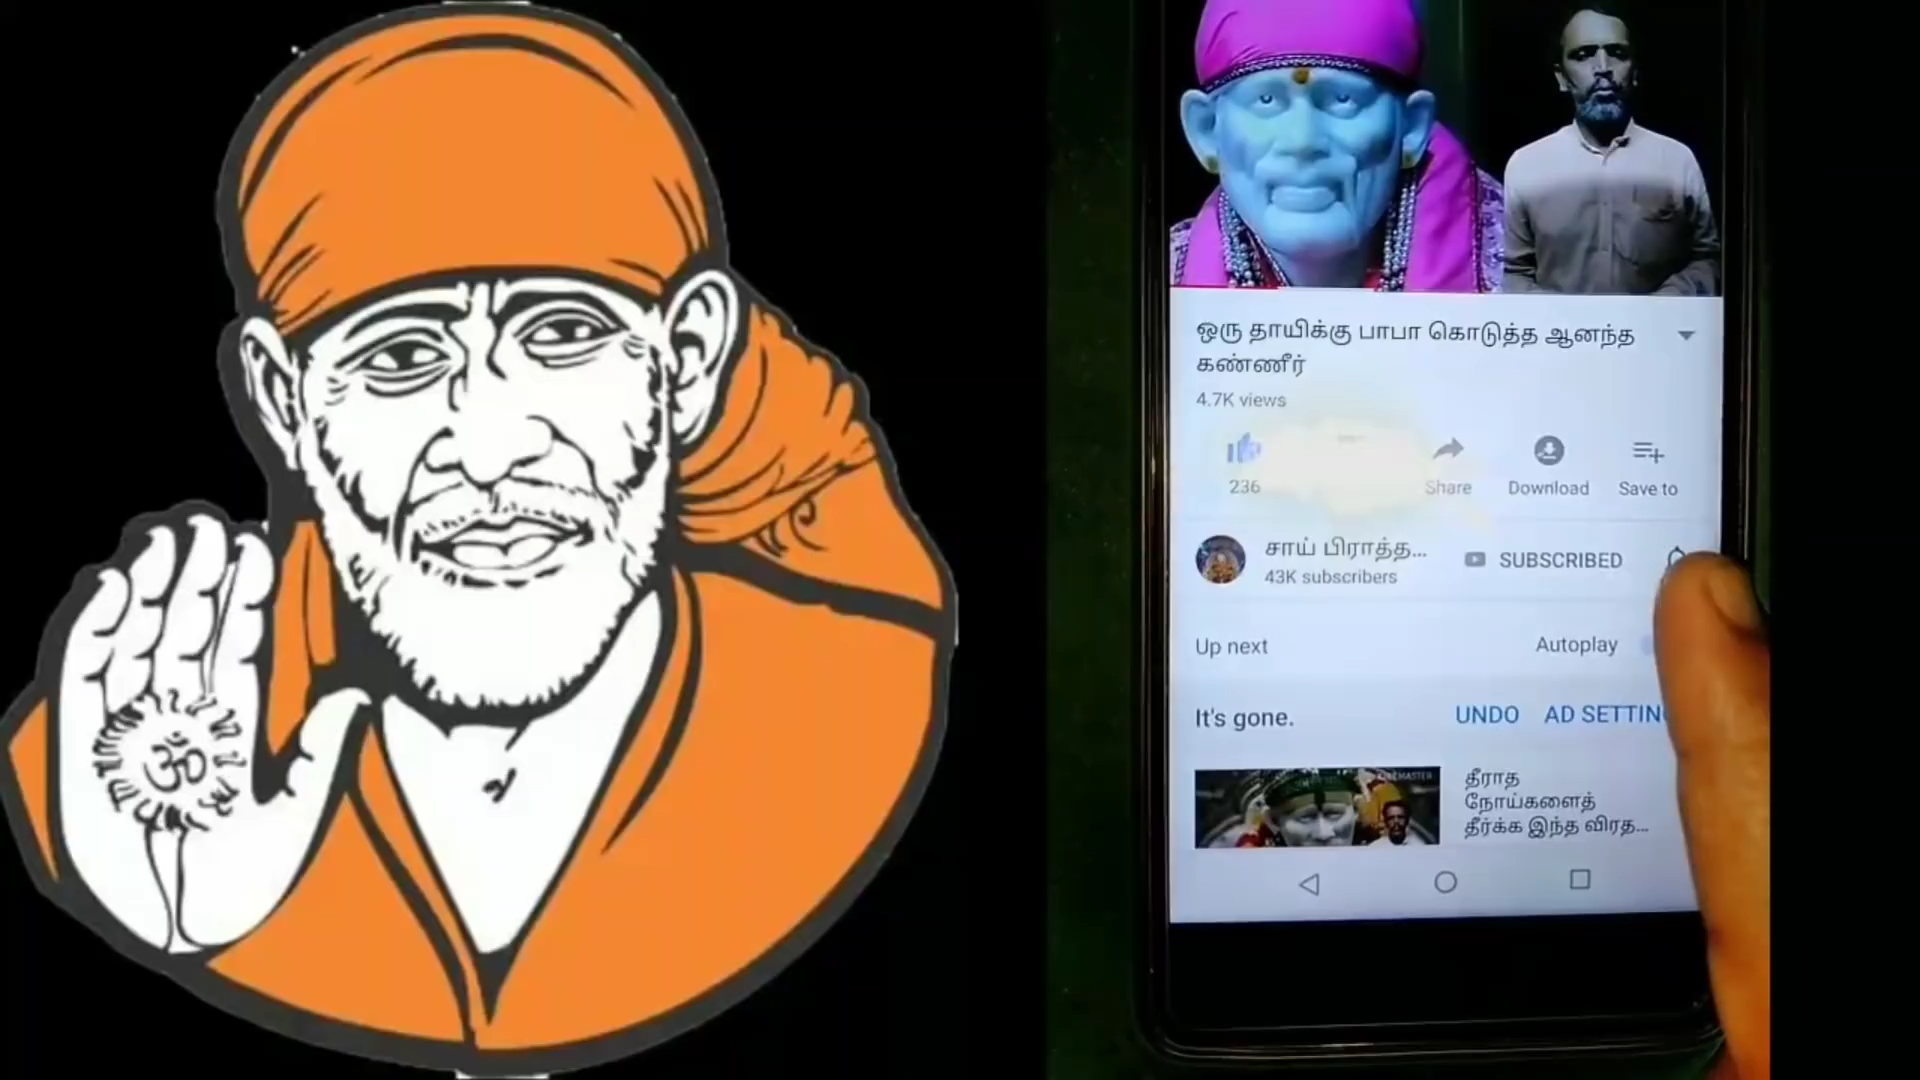 ॐ
ஒரு தாயிக்கு பாபா கொடுத்த ஆனந்த
கண்ணீர்
4.7K views
236
Share
Download
Save to
சாய் பிராத்த...
43K subscribers
SUBSCRIBED
Up next
Autoplay
It's gone.
UNDO
AD SETTIN
தீராத
நோய்களைத்
தீர்க்க இந்த விரத...